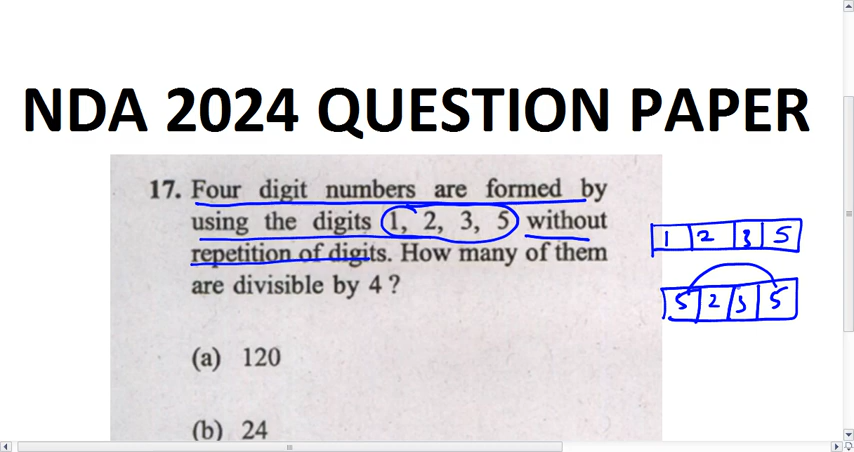 NDA 2024 QUESTION PAPER
17. Four digit numbers are formed by
using the digits 1, 2, 3, 5 without
repetition of digits. How many of them
are divisible by 4 ?
(a) 120
(b) 24
1 2 3 5
5 2 3 5